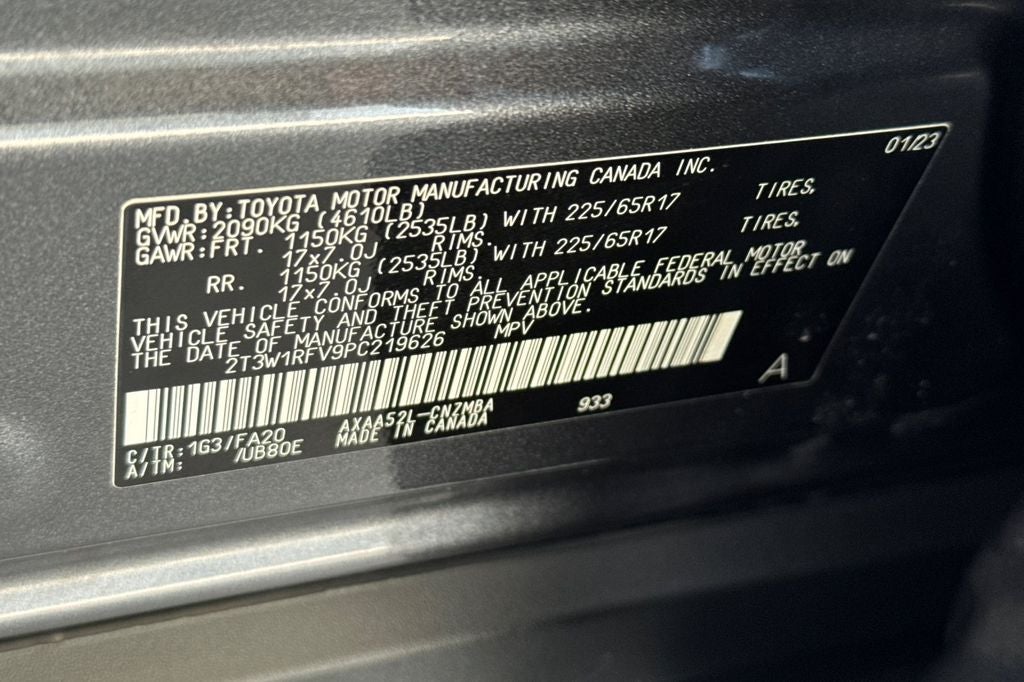 01/23
MFD.BY:TOYOTA MOTOR MANUFACTURING CANADA INC.
GVWR:2090KG (4610LB)
GAWR:FRT. 1150KG (2535LB) WITH 225/65R17 TIRES,
17x7.0J RIMS.
RR. 1150KG (2535LB) WITH 225/65R17 TIRES,
17x7.0J RIMS.
THIS VEHICLE CONFORMS TO ALL APPLICABLE FEDERAL MOTOR
VEHICLE SAFETY AND THEFT PREVENTION STANDARDS IN EFFECT ON
THE DATE OF MANUFACTURE SHOWN ABOVE.
2T3W1RFV9PC219626 MPV
A
C/TR:1G3/FA20 AXAA52L-CNZMBA 933
A/TM: /UB80E MADE IN CANADA